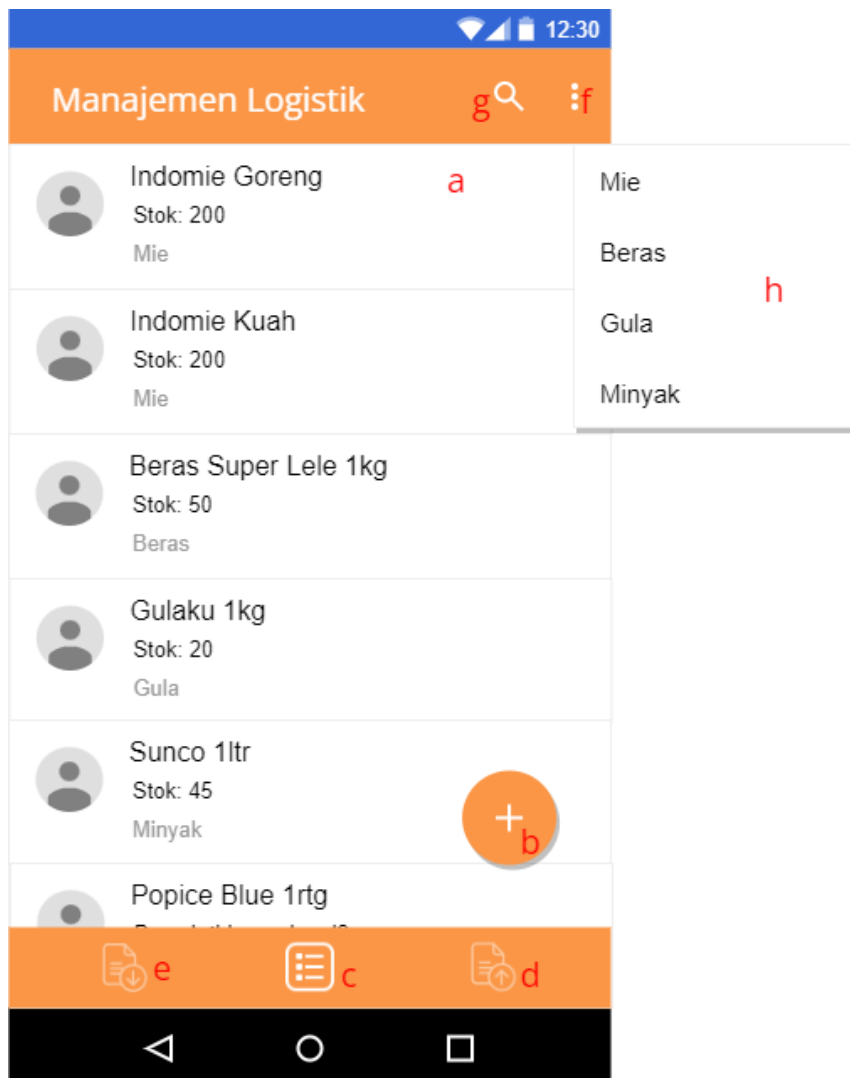 12:30
Manajemen Logistik g f
Indomie Goreng a
Stok: 200
Mie
Mie
Beras
h
Gula
Minyak
Indomie Kuah
Stok: 200
Mie
Beras Super Lele 1kg
Stok: 50
Beras
Gulaku 1kg
Stok: 20
Gula
Sunco 1ltr
Stok: 45
Minyak
+
b
Popice Blue 1rtg
e c d